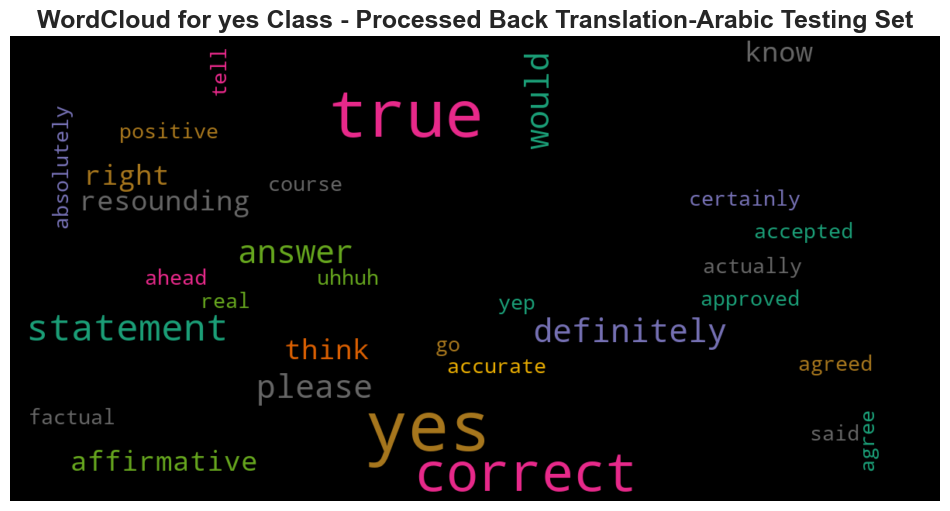 WordCloud for yes Class - Processed Back Translation-Arabic Testing Set
know
tell
would
true
positive
absolutely
right
course
resounding
certainly
accepted
answer
actually
ahead
uhhuh
real
yep
approved
statement
definitely
think
go
accurate
agreed
please
factual
yes
said
agree
affirmative
correct